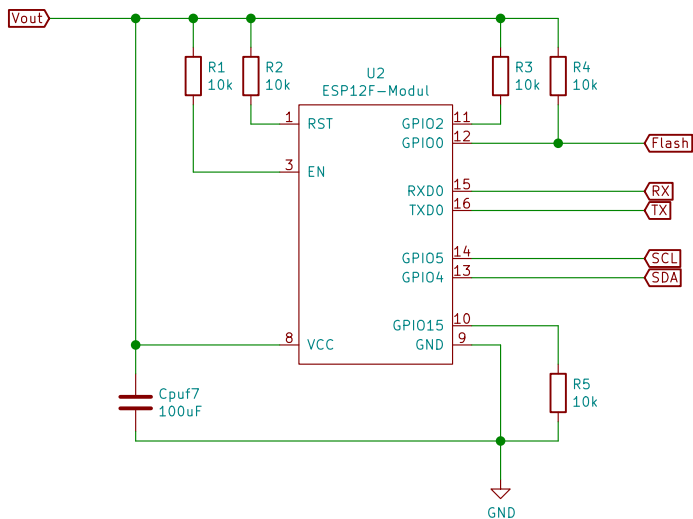 Vout
R1
10k
R2
10k
U2
ESP12F-Modul
R3
10k
R4
10k
1
RST
GPIO2
11
GPIO0
12
Flash
3
EN
RXD0
15
RX
TXD0
16
TX
GPIO5
14
SCL
GPIO4
13
SDA
GPIO15
10
8
VCC
GND
9
Cpuf7
100uF
R5
10k
GND